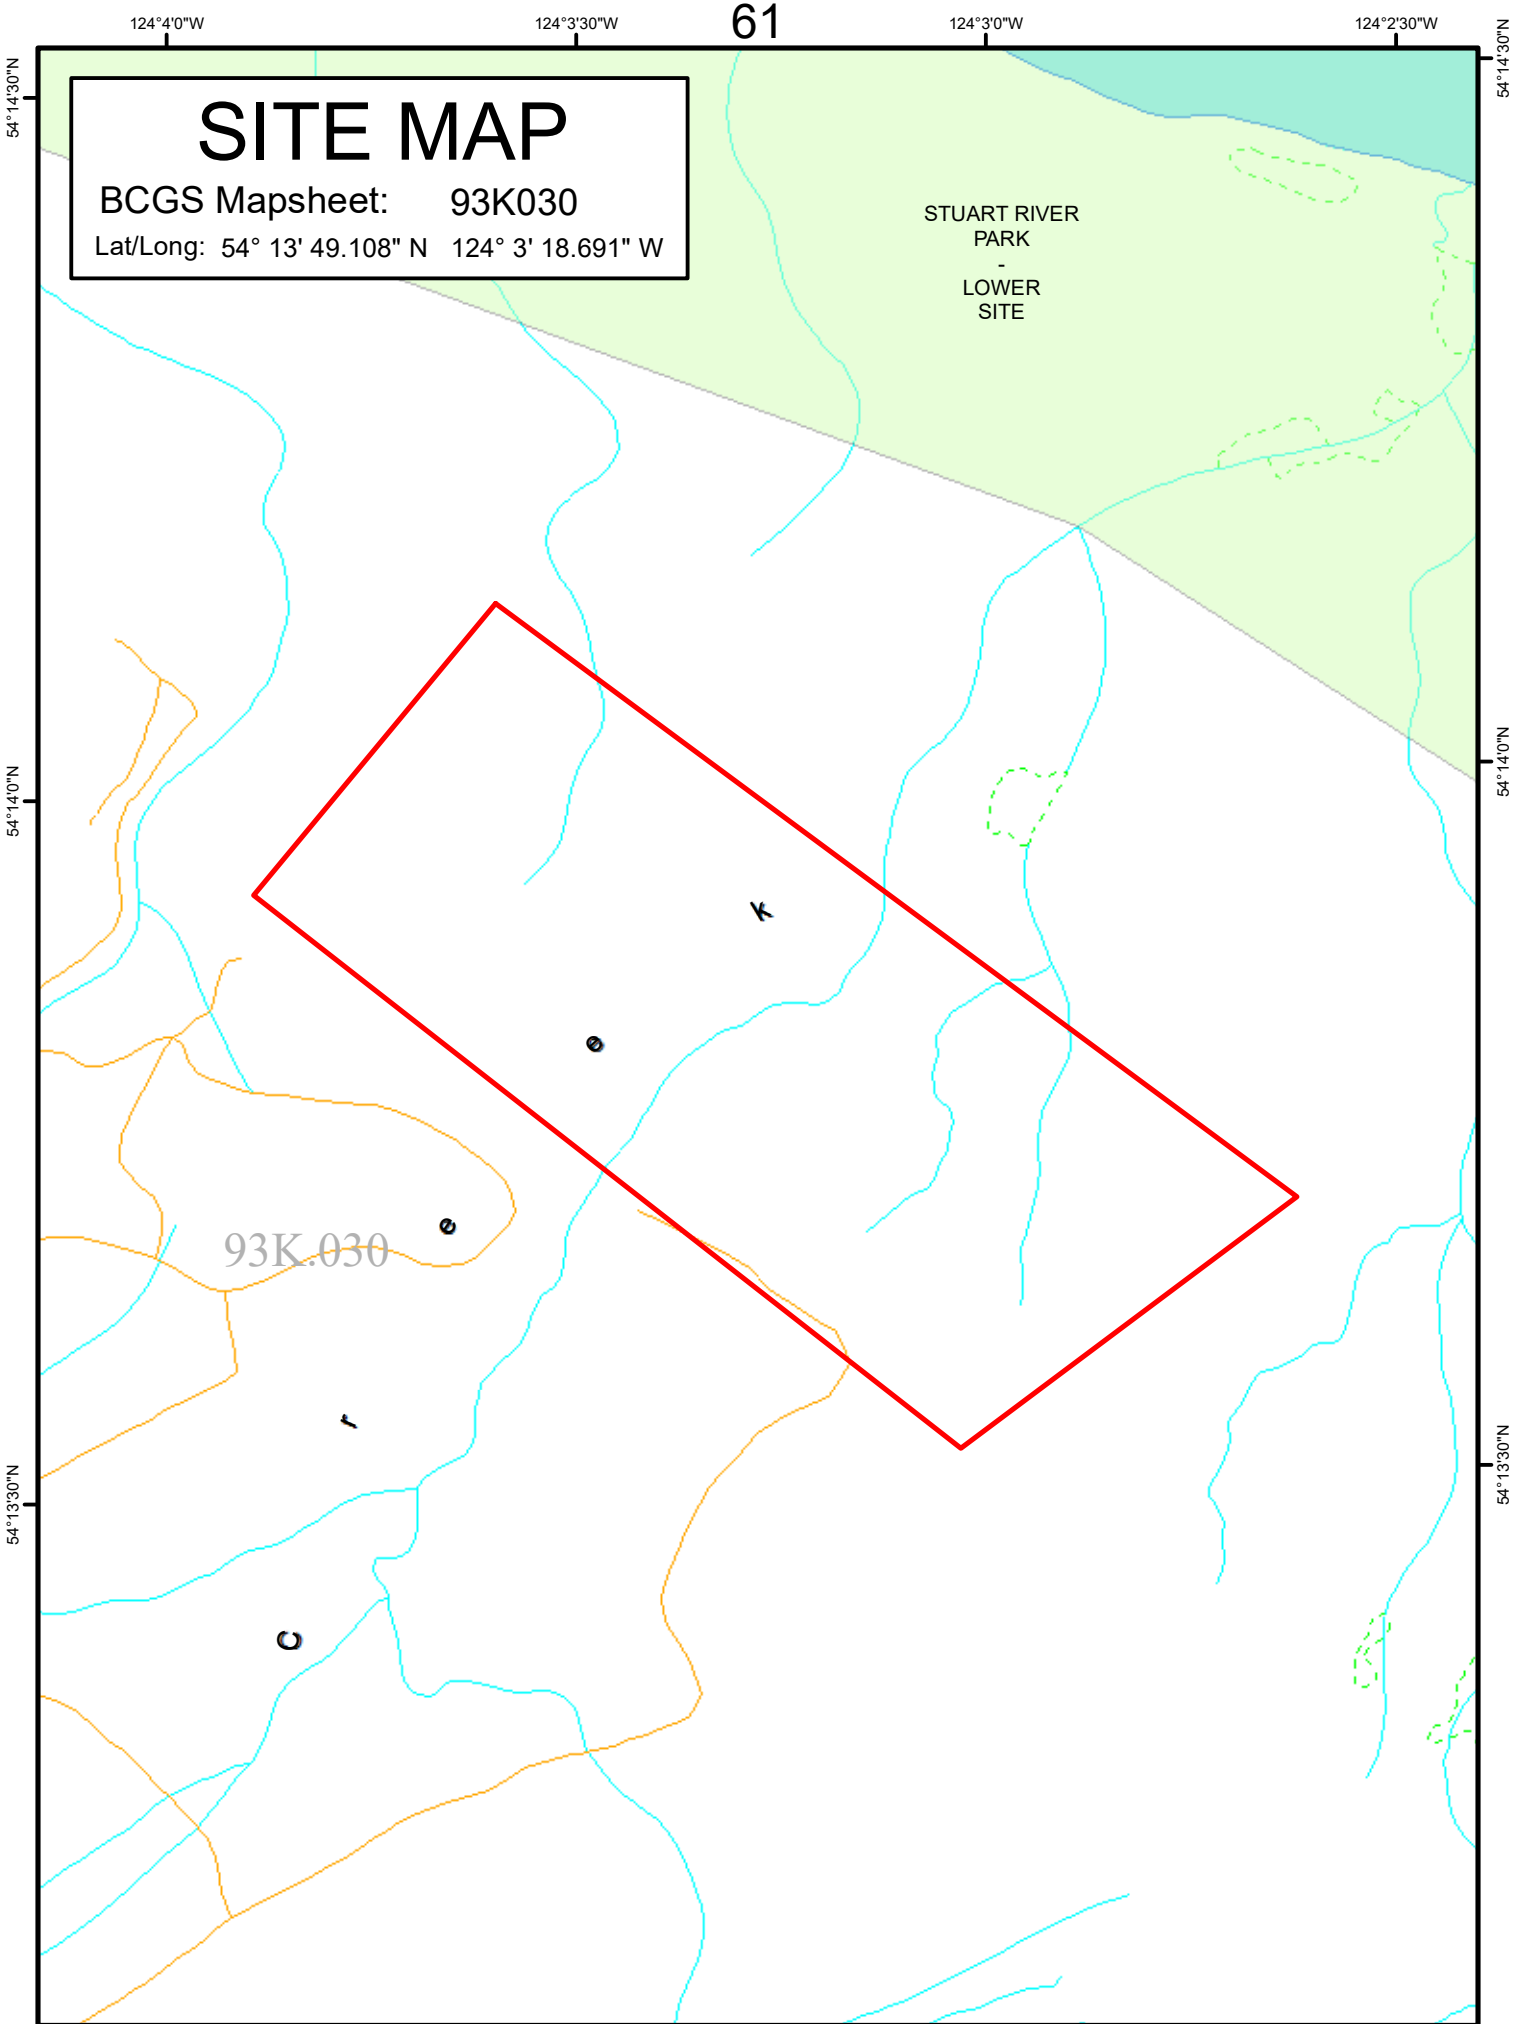 61
124°4'0"W
124°3'30"W
124°3'0"W
124°2'30"W
54°14'30"N
54°14'30"N
SITE MAP
BCGS Mapsheet: 93K030
Lat/Long: 54° 13' 49.108" N 124° 3' 18.691" W
STUART RIVER
PARK
-
LOWER
SITE
54°14'0"N
54°14'0"N
C r e e k
93K.030
54°13'30"N
54°13'30"N